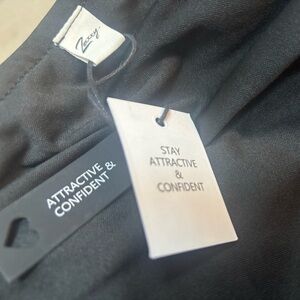 STAY
ATTRACTIVE
&
CONFIDENT
ATTRACTIVE
CONFIDENT &